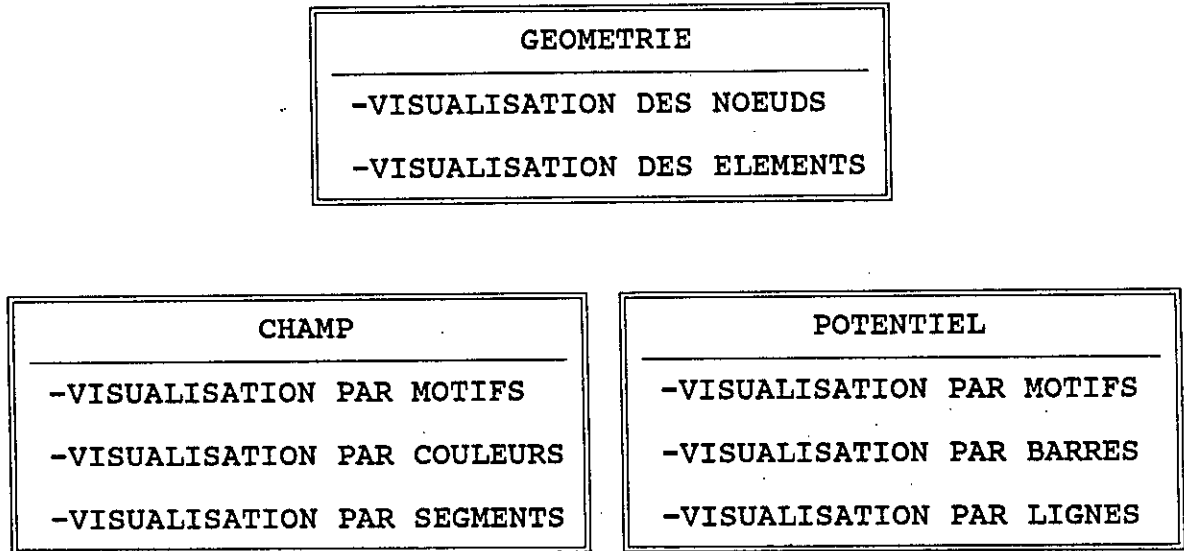 GEOMETRIE
-VISUALISATION DES NOEUDS
-VISUALISATION DES ELEMENTS
CHAMP
-VISUALISATION PAR MOTIFS
-VISUALISATION PAR COULEURS
-VISUALISATION PAR SEGMENTS
POTENTIEL
-VISUALISATION PAR MOTIFS
-VISUALISATION PAR BARRES
-VISUALISATION PAR LIGNES